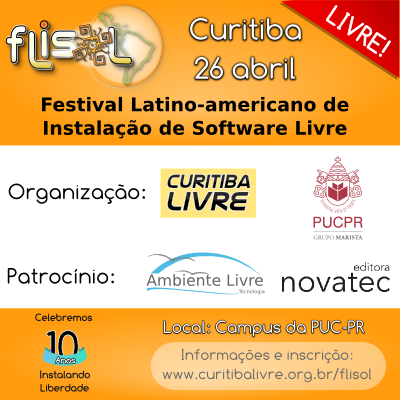 flisol
Curitiba
26 abril
LIVRE!
Festival Latino-americano de
Instalação de Software Livre
Organização:
CURITIBA
LIVRE
PUCPR
GRUPO MARISTA
Patrocínio:
Ambiente Livre
Tecnologia
editora
novatec
Celebremos
10
Anos
Instalando
Liberdade
Local: Campus da PUC-PR
Informações e inscrição:
www.curitibalivre.org.br/flisol